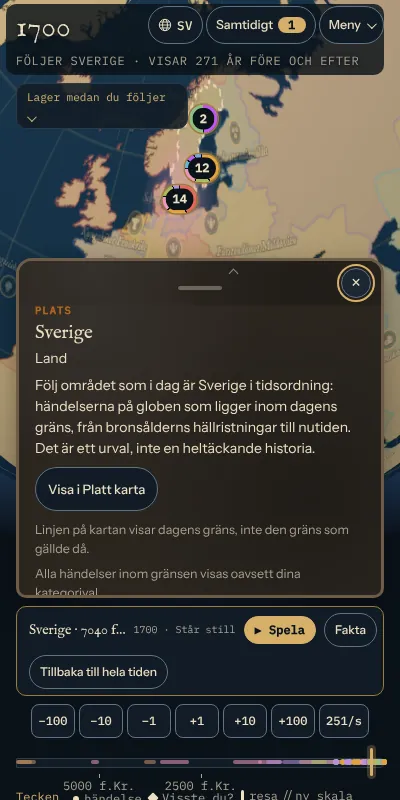 1700
SV
Samtidigt 1
Meny
FÖLJER SVERIGE · VISAR 271 ÅR FÖRE OCH EFTER
Lager medan du följer
2
12
14
×
PLATS
Sverige
Land
Följ området som i dag är Sverige i tidsordning:
händelserna på globen som ligger inom dagens
gräns, från bronsålderns hällristningar till nutiden.
Det är ett urval, inte en heltäckande historia.
Visa i Platt karta
Linjen på kartan visar dagens gräns, inte den gräns som
gällde då.
Alla händelser inom gränsen visas oavsett dina
kategorival.
Sverige · 7040 f… 1700 · Står still ▶ Spela Fakta
Tillbaka till hela tiden
−100 −10 −1 +1 +10 +100 251/s
5000 f.Kr. 2500 f.Kr.
Tecken ● händelse ◆ Visste du? resa // ny skala